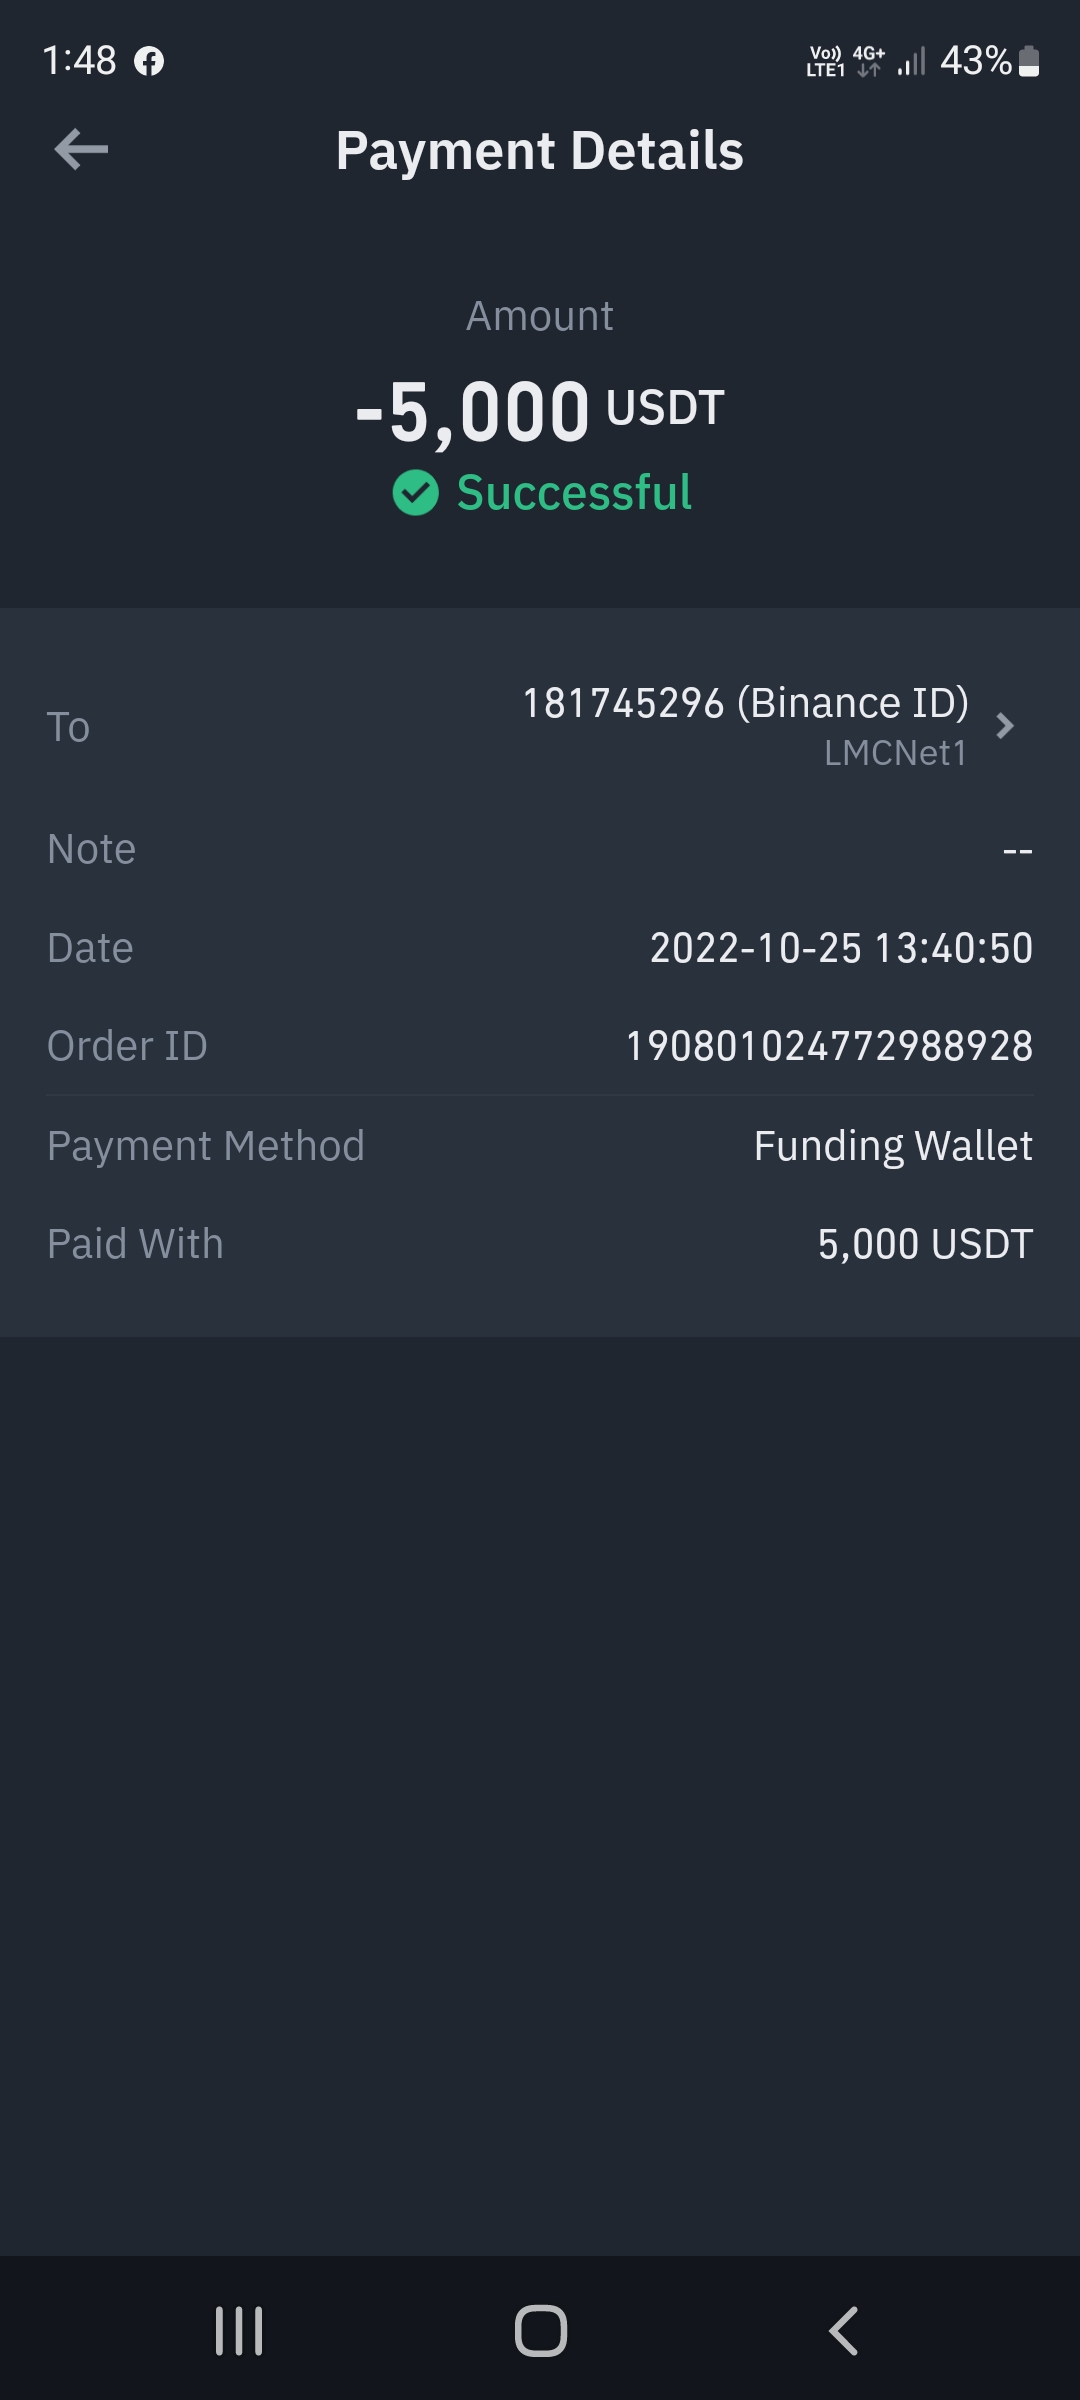 1:48
Vo)) LTE1 4G+ 43%
Payment Details
Amount
-5,000 USDT
Successful
To 181745296 (Binance ID)
LMCNet1
Note --
Date 2022-10-25 13:40:50
Order ID 190801024772988928
Payment Method Funding Wallet
Paid With 5,000 USDT